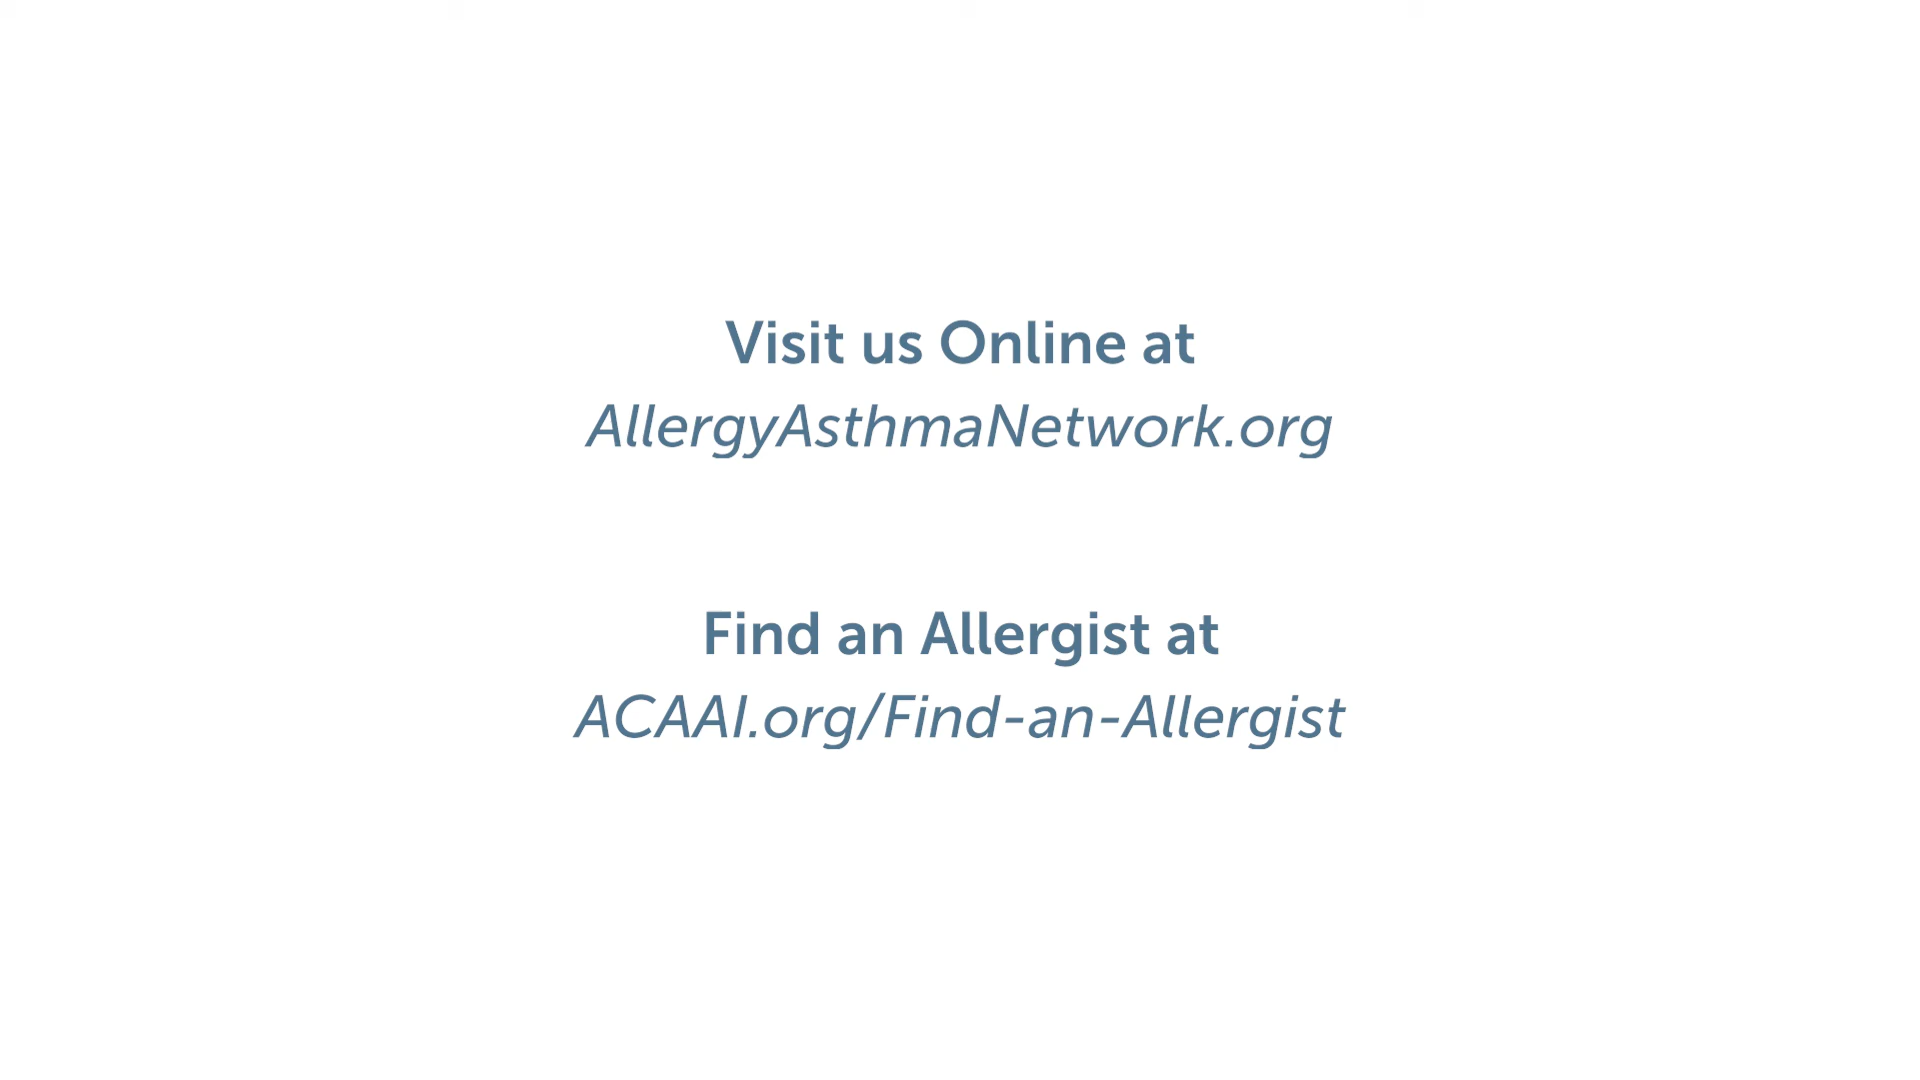 Visit us Online at
AllergyAsthmaNetwork.org
Find an Allergist at
ACAAI.org/Find-an-Allergist